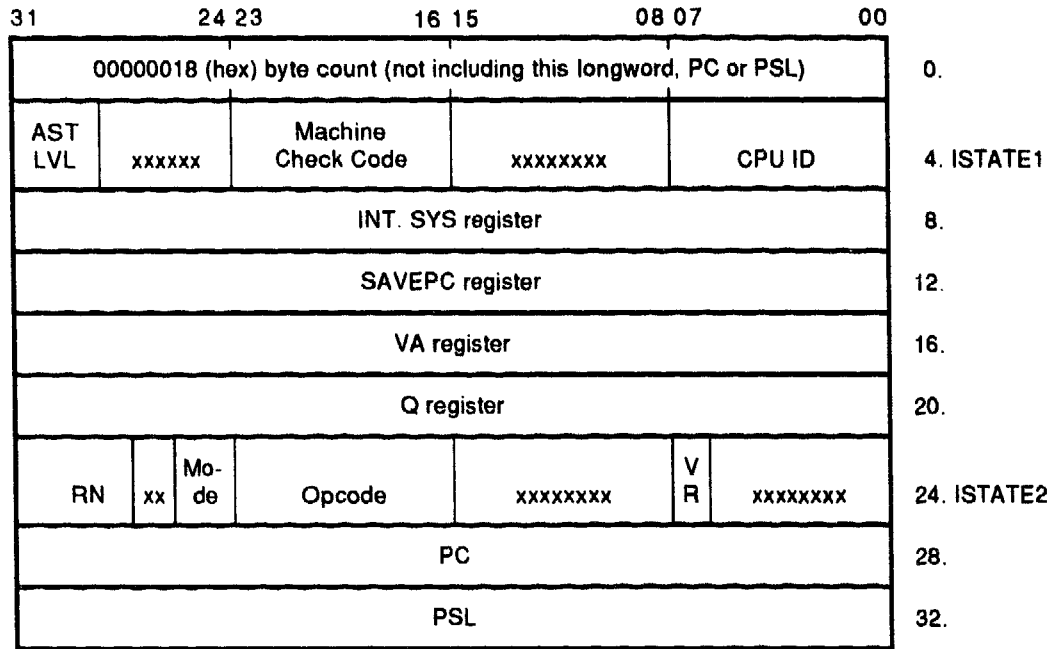 31 24 23 16 15 08 07 00
00000018 (hex) byte count (not including this longword, PC or PSL) 0.
AST LVL xxxxxx Machine Check Code xxxxxxxx CPU ID 4. ISTATE1
INT. SYS register 8.
SAVEPC register 12.
VA register 16.
Q register 20.
RN xx Mo-de Opcode xxxxxxxx VR xxxxxxxx 24. ISTATE2
PC 28.
PSL 32.